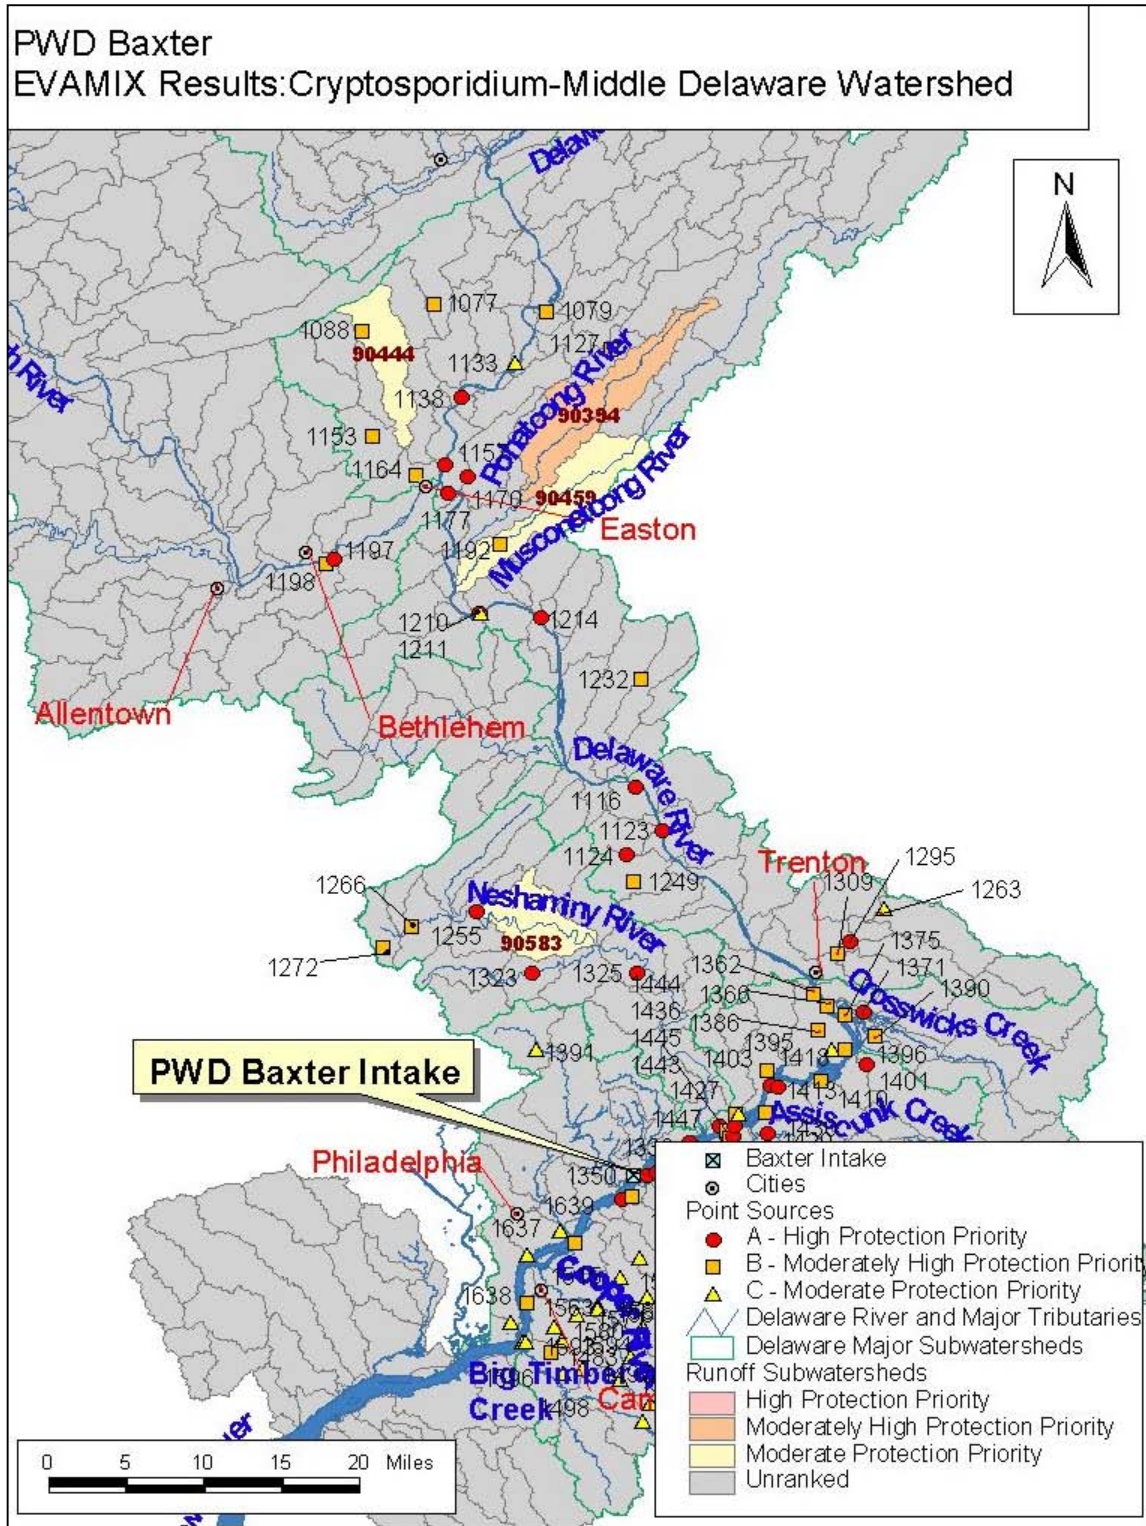 PWD Baxter
EVAMIX Results:Cryptosporidium-Middle Delaware Watershed
N
1077
1079
1088
1127
90444
1133
Pohatcong River
1138
90394
1153
1164
1170
90459
1177
Musconetcong River
Easton
1192
1197
1198
1210
1211
1214
1232
Allentown
Bethlehem
Delaware River
1116
1123
1124
Trenton
1295
1309
1249
1263
1266
Neshaminy River
1255
1375
90583
1371
1272
1362
1390
1323
1325
1444
1366
Crosswicks Creek
1436
1386
1445
1395
1391
1403
1418
1396
1443
1401
PWD Baxter Intake
1427
1413
1410
1447
Assiscunk Creek
Philadelphia
1350
1639
1637
1638
Big Timber
Creek
1498
Baxter Intake
Cities
Point Sources
A - High Protection Priority
B - Moderately High Protection Priority
C - Moderate Protection Priority
Delaware River and Major Tributaries
Delaware Major Subwatersheds
Runoff Subwatersheds
High Protection Priority
Moderately High Protection Priority
Moderate Protection Priority
Unranked
0 5 10 15 20 Miles